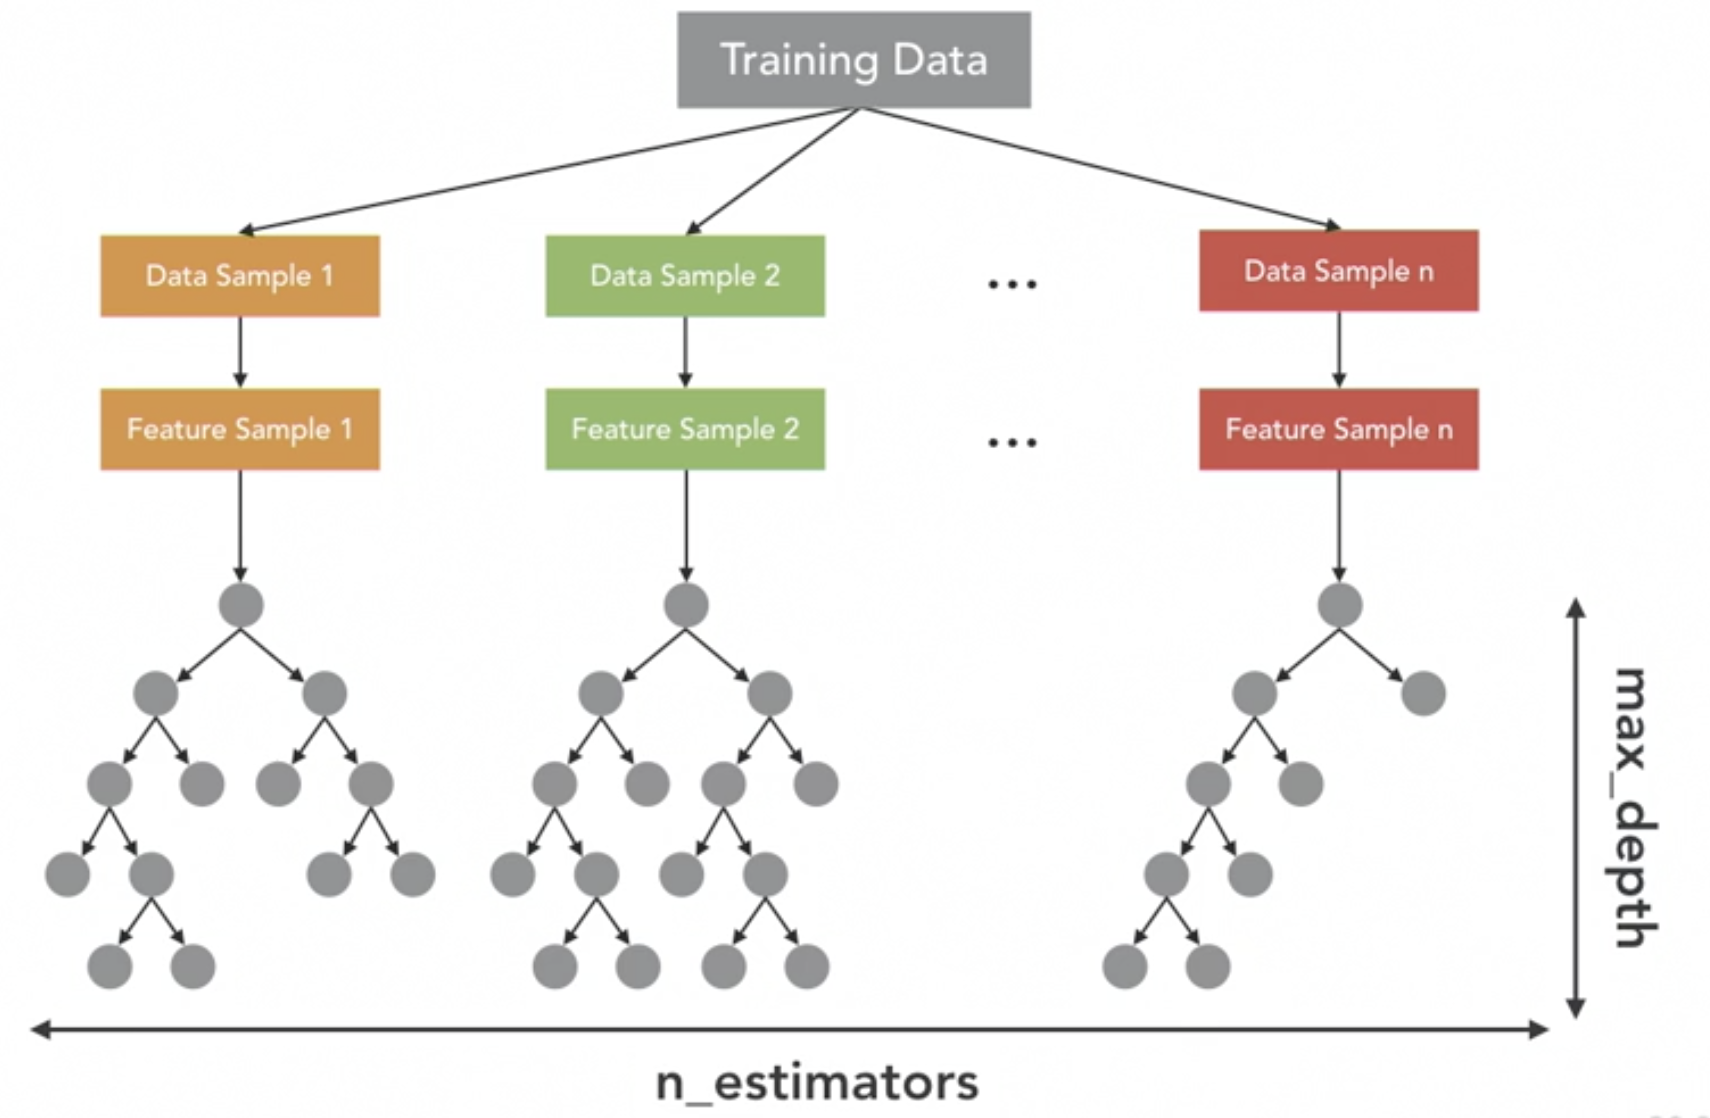 Training Data
Data Sample 1
Data Sample 2
...
Data Sample n
Feature Sample 1
Feature Sample 2
...
Feature Sample n
max_depth
n_estimators